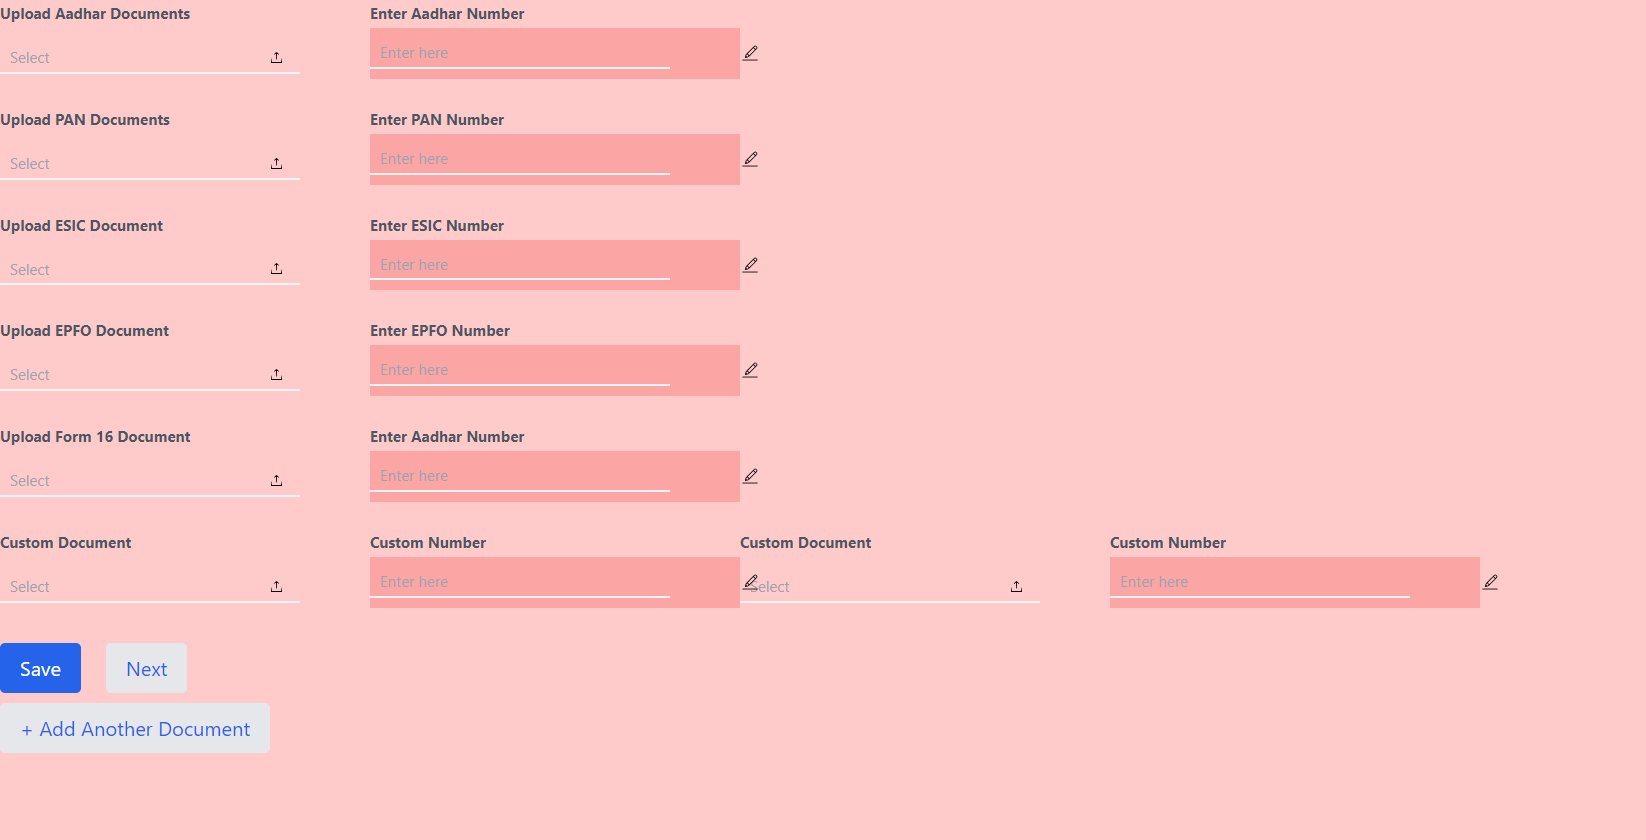 Upload Aadhar Documents Enter Aadhar Number
Select Enter here
Upload PAN Documents Enter PAN Number
Select Enter here
Upload ESIC Document Enter ESIC Number
Select Enter here
Upload EPFO Document Enter EPFO Number
Select Enter here
Upload Form 16 Document Enter Aadhar Number
Select Enter here
Custom Document Custom Number Custom Document Custom Number
Select Enter here Select Enter here
Save Next
+ Add Another Document